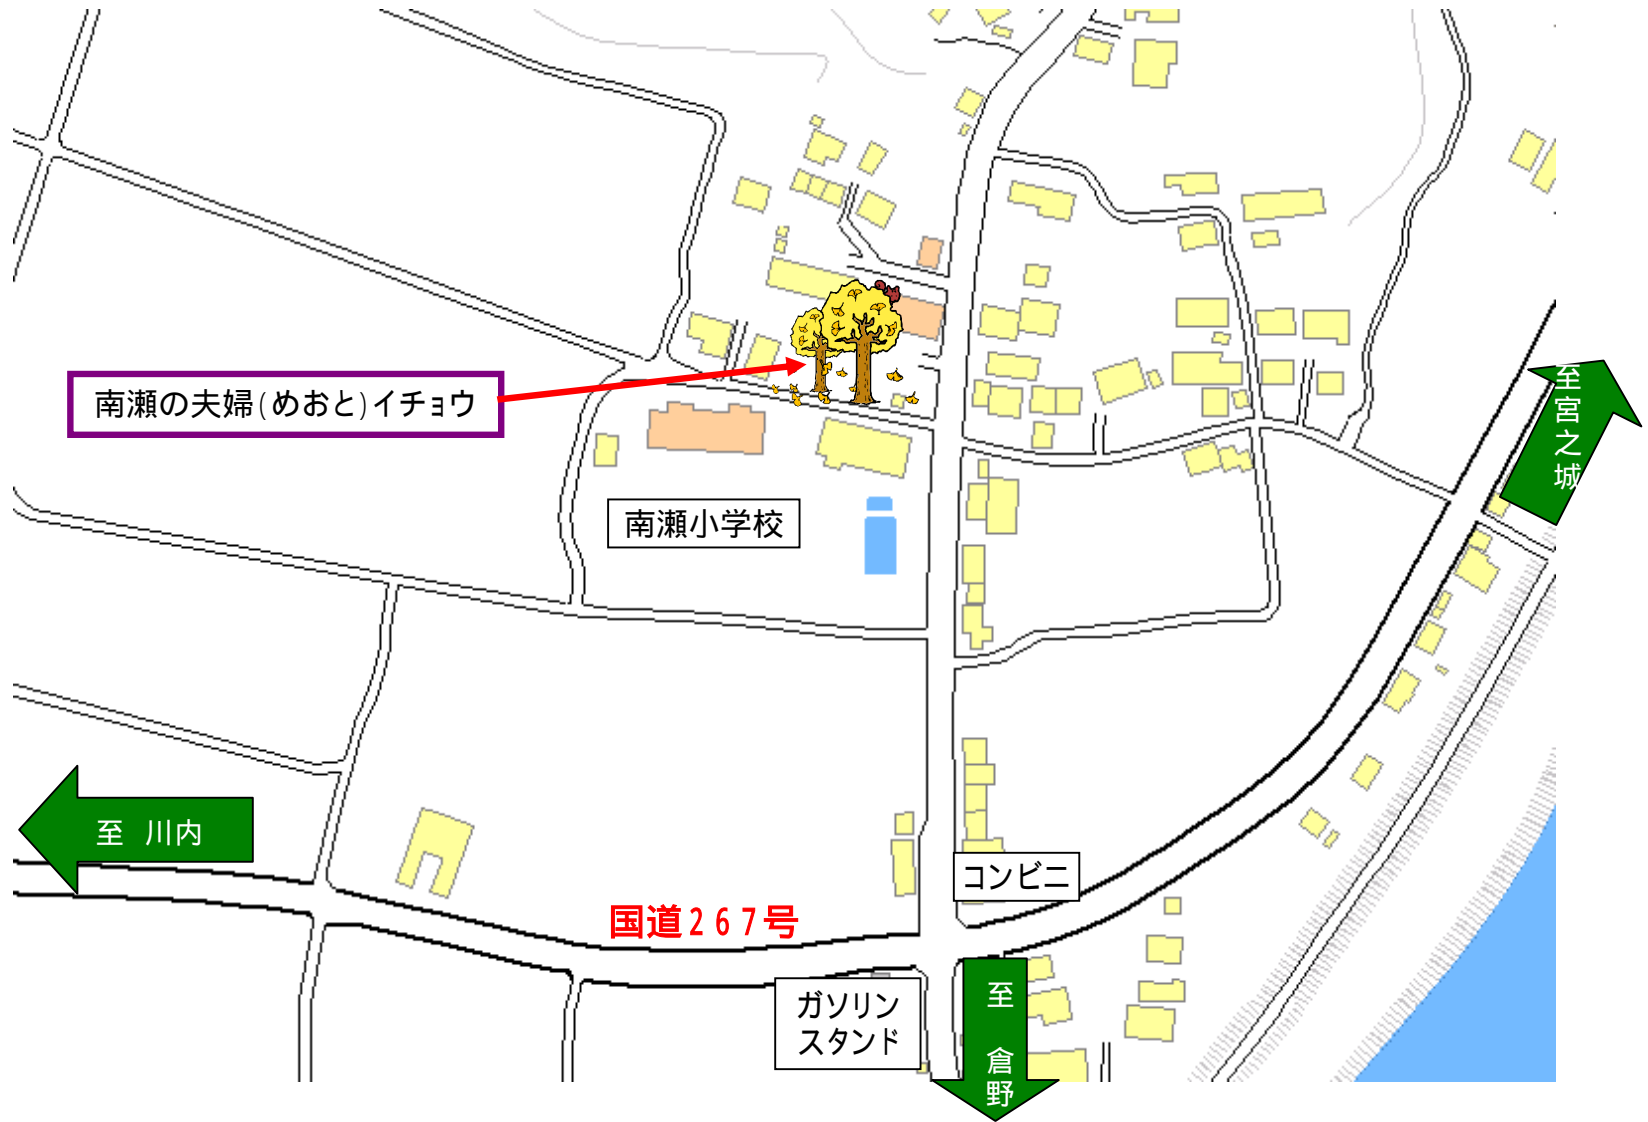 南瀬の夫婦(めおと)イチョウ
至宮之城
南瀬小学校
至 川内
コンビニ
国道267号
ガソリン
スタンド
至 倉野